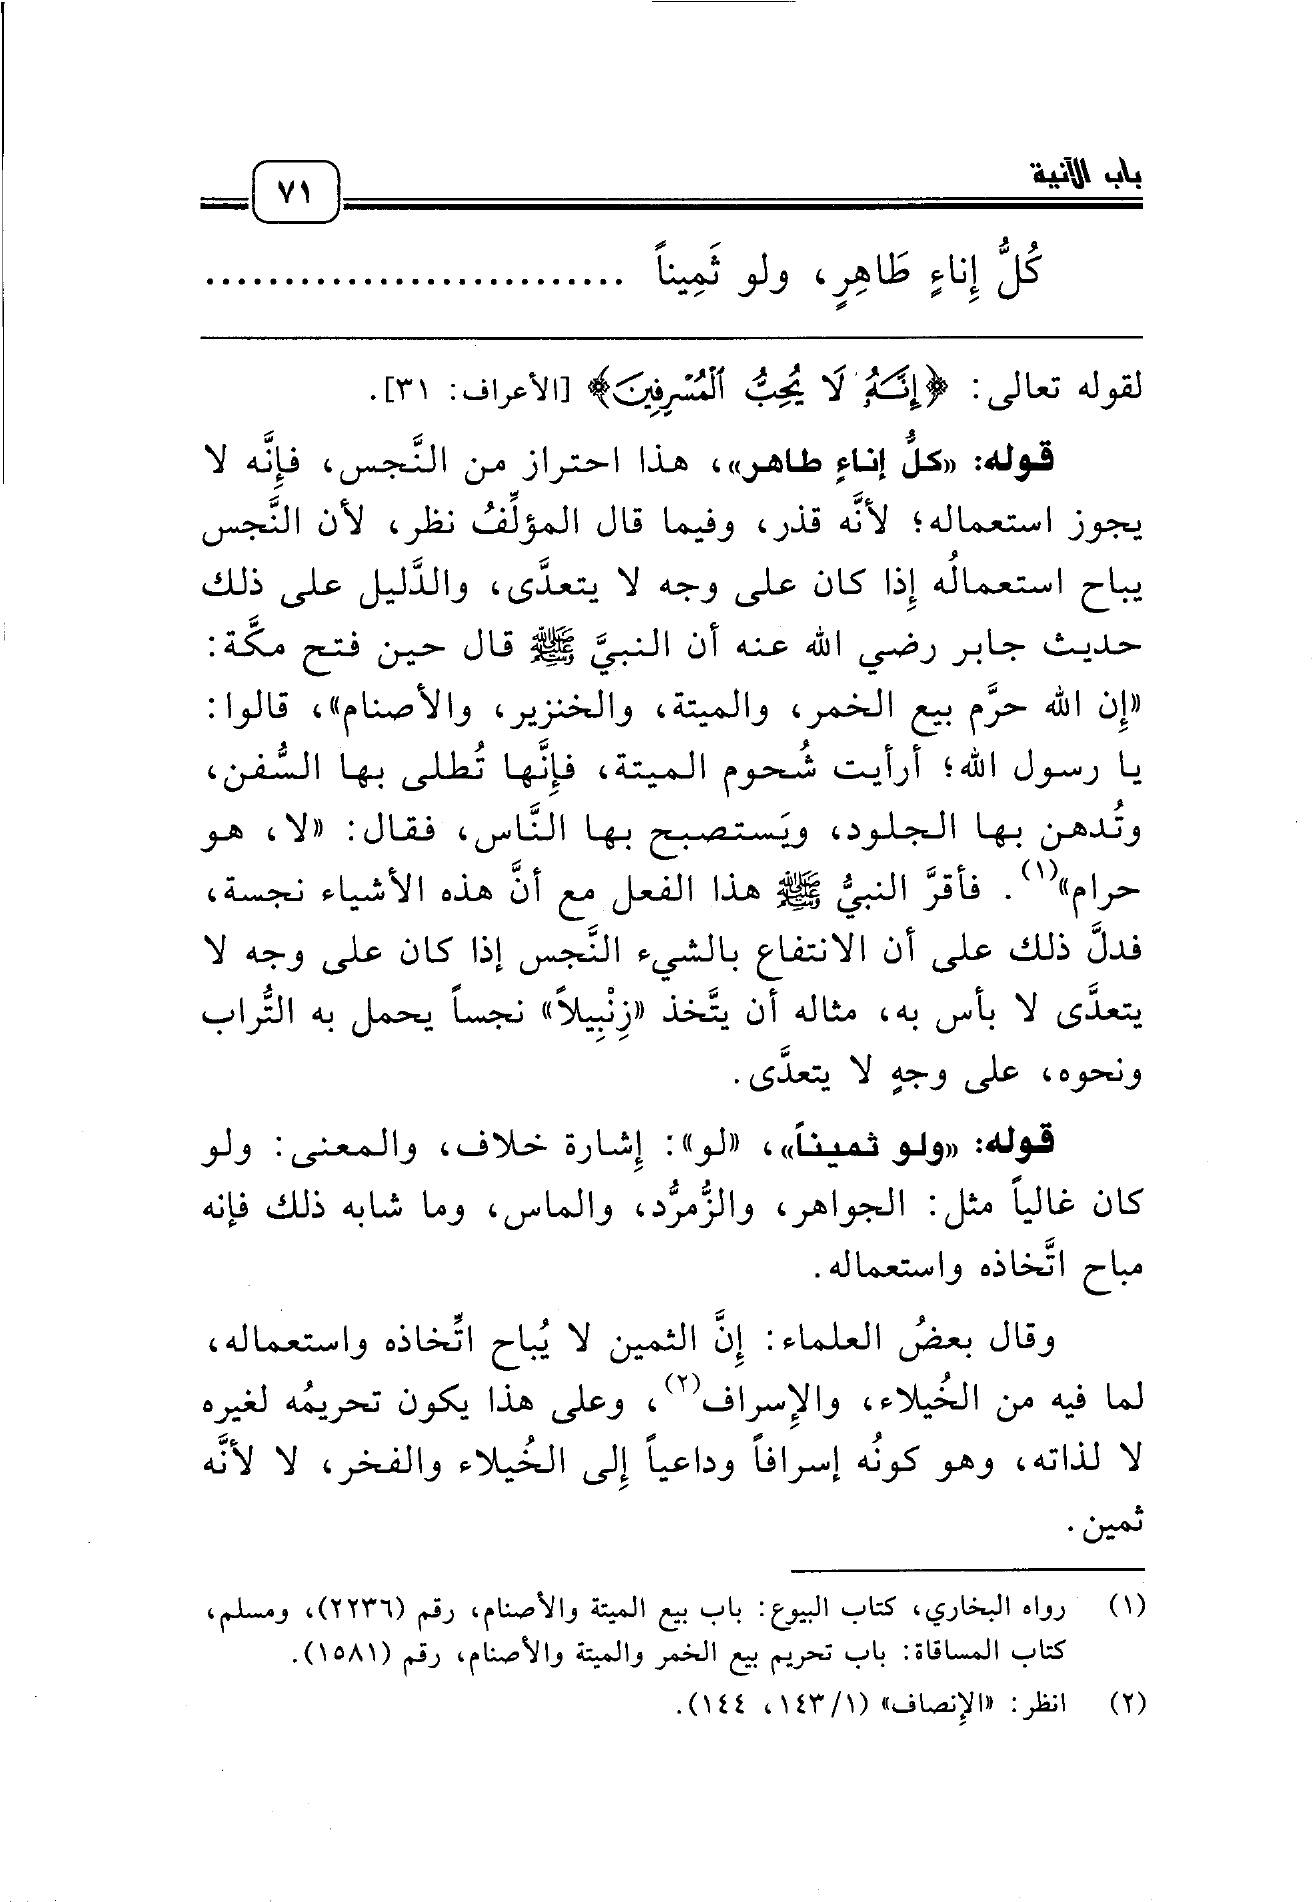 باب الآنية
٧١
كُلُّ إِناءٍ طَاهِرٍ، ولو ثَمِيناً ...........................
لقوله تعالى: ﴿إِنَّهُۥ لَا يُحِبُّ ٱلْمُسْرِفِينَ﴾ [الأعراف: ٣١].
قوله: «كلُّ إناءٍ طاهر»، هذا احتراز من النَّجس، فإِنَّه لا
يجوز استعماله؛ لأنَّه قذر، وفيما قال المؤلِّفُ نظر، لأن النَّجس
يباح استعمالُه إِذا كان على وجه لا يتعدَّى، والدَّليل على ذلك
حديث جابر رضي الله عنه أن النبيَّ ﷺ قال حين فتح مكَّة:
«إِن الله حرَّم بيع الخمر، والميتة، والخنزير، والأصنام»، قالوا:
يا رسول الله؛ أرأيت شُحوم الميتة، فإِنَّها تُطلى بها السُّفن،
وتُدهن بها الجلود، ويَستصبح بها النَّاس، فقال: «لا، هو
حرام»(١). فأقرَّ النبيُّ ﷺ هذا الفعل مع أنَّ هذه الأشياء نجسة،
فدلَّ ذلك على أن الانتفاع بالشيء النَّجس إذا كان على وجه لا
يتعدَّى لا بأس به، مثاله أن يتَّخذ «زِنْبِيلاً» نجساً يحمل به التُّراب
ونحوه، على وجهٍ لا يتعدَّى.
قوله: «ولو ثميناً»، «لو»: إِشارة خلاف، والمعنى: ولو
كان غالياً مثل: الجواهر، والزُّمرُّد، والماس، وما شابه ذلك فإنه
مباح اتَّخاذه واستعماله.
وقال بعضُ العلماء: إِنَّ الثمين لا يُباح اتِّخاذه واستعماله،
لما فيه من الخُيلاء، والإِسراف(٢)، وعلى هذا يكون تحريمُه لغيره
لا لذاته، وهو كونُه إسرافاً وداعياً إِلى الخُيلاء والفخر، لا لأنَّه
ثمين.
(١) رواه البخاري، كتاب البيوع: باب بيع الميتة والأصنام، رقم (٢٢٣٦)، ومسلم،
كتاب المساقاة: باب تحريم بيع الخمر والميتة والأصنام، رقم (١٥٨١).
(٢) انظر: «الإِنصاف» (١/ ١٤٣، ١٤٤).